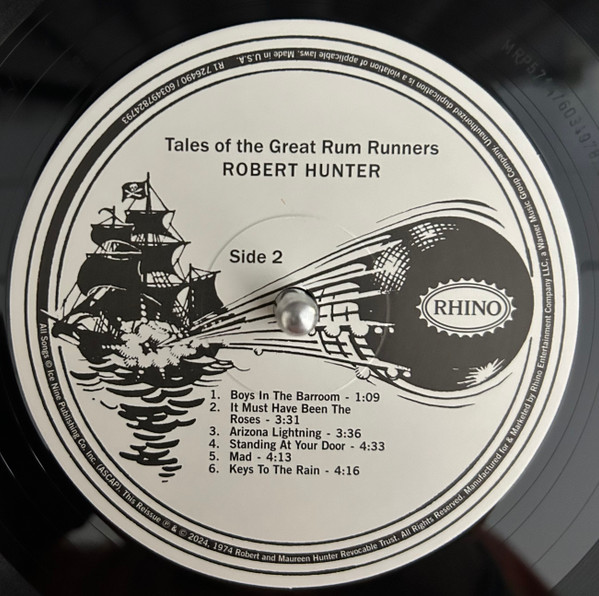 Tales of the Great Rum Runners
ROBERT HUNTER
Side 2
RHINO
1. Boys In The Barroom - 1:09
2. It Must Have Been The
Roses - 3:31
3. Arizona Lightning - 3:36
4. Standing At Your Door - 4:33
5. Mad - 4:13
6. Keys To The Rain - 4:16
All Songs © Ice Nine Publishing Co. Inc. (ASCAP). This Reissue ℗ & © 2024, 1974 Robert and Maureen Hunter Revocable Trust. All Rights Reserved. Manufactured for & Marketed by Rhino Entertainment Company LLC, a Warner Music Group Company. Unauthorized duplication is a violation of applicable laws. Made in U.S.A. R1 726490 / 603497824793